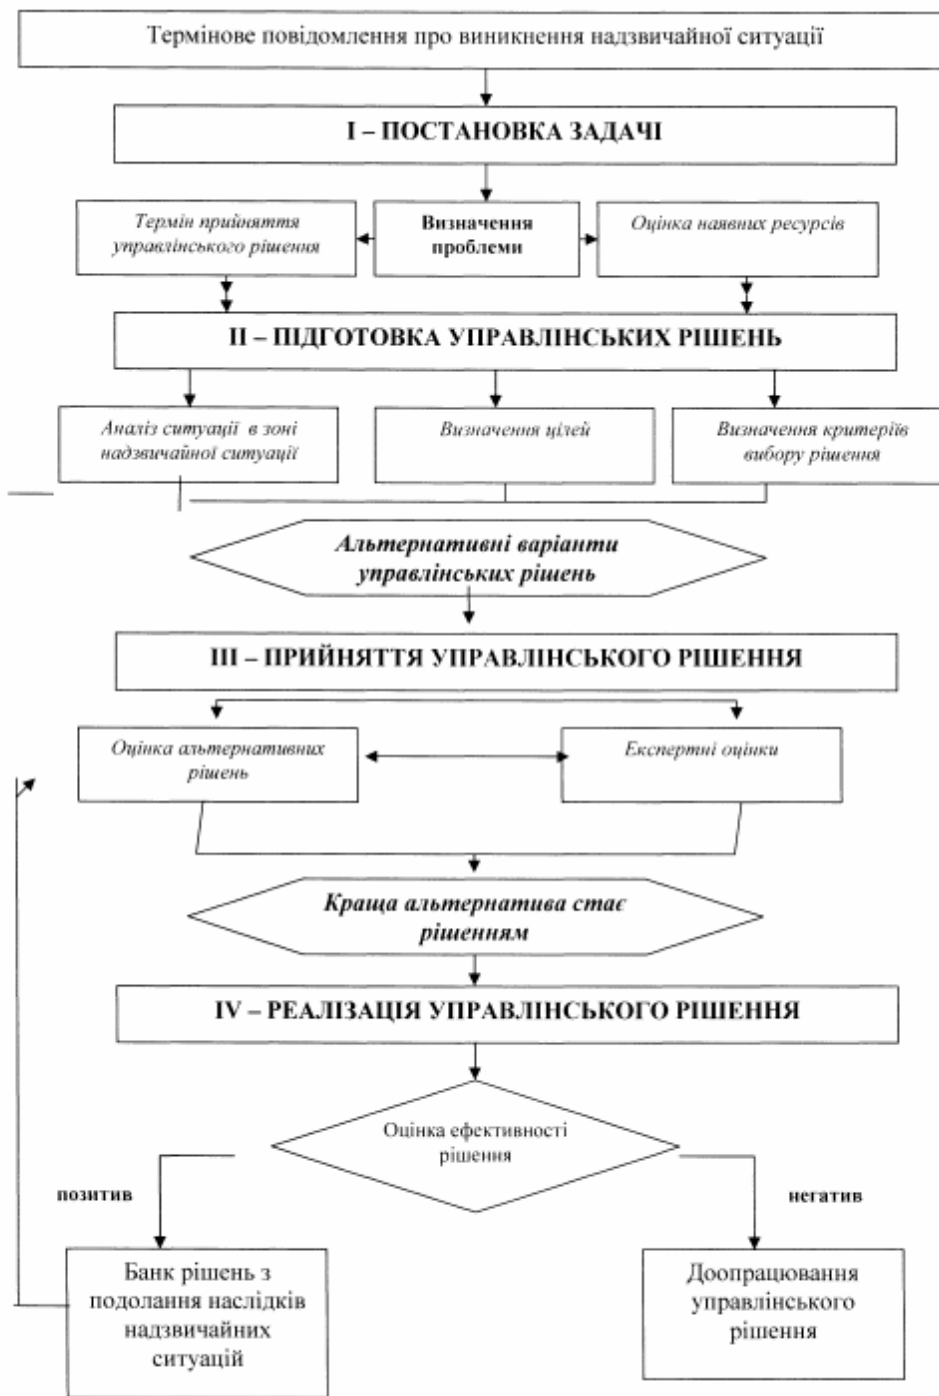 Термінове повідомлення про виникнення надзвичайної ситуації
I – ПОСТАНОВКА ЗАДАЧІ
Термін прийняття
управлінського рішення
Визначення
проблеми
Оцінка наявних ресурсів
II – ПІДГОТОВКА УПРАВЛІНСЬКИХ РІШЕНЬ
Аналіз ситуації в зоні
надзвичайної ситуації
Визначення цілей
Визначення критеріїв
вибору рішення
Альтернативні варіанти
управлінських рішень
III – ПРИЙНЯТТЯ УПРАВЛІНСЬКОГО РІШЕННЯ
Оцінка альтернативних
рішень
Експертні оцінки
Краща альтернатива стає
рішенням
IV – РЕАЛІЗАЦІЯ УПРАВЛІНСЬКОГО РІШЕННЯ
Оцінка ефективності
рішення
позитив
негатив
Банк рішень з
подолання наслідків
надзвичайних
ситуацій
Доопрацювання
управлінського
рішення